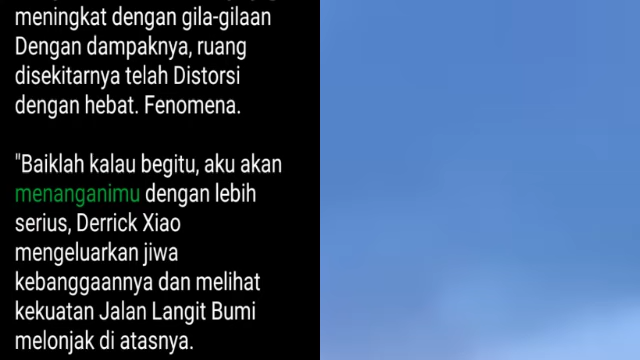 meningkat dengan gila-gilaan
Dengan dampaknya, ruang
disekitarnya telah Distorsi
dengan hebat. Fenomena.
"Baiklah kalau begitu, aku akan
menanganimu dengan lebih
serius, Derrick Xiao
mengeluarkan jiwa
kebanggaannya dan melihat
kekuatan Jalan Langit Bumi
melonjak di atasnya.